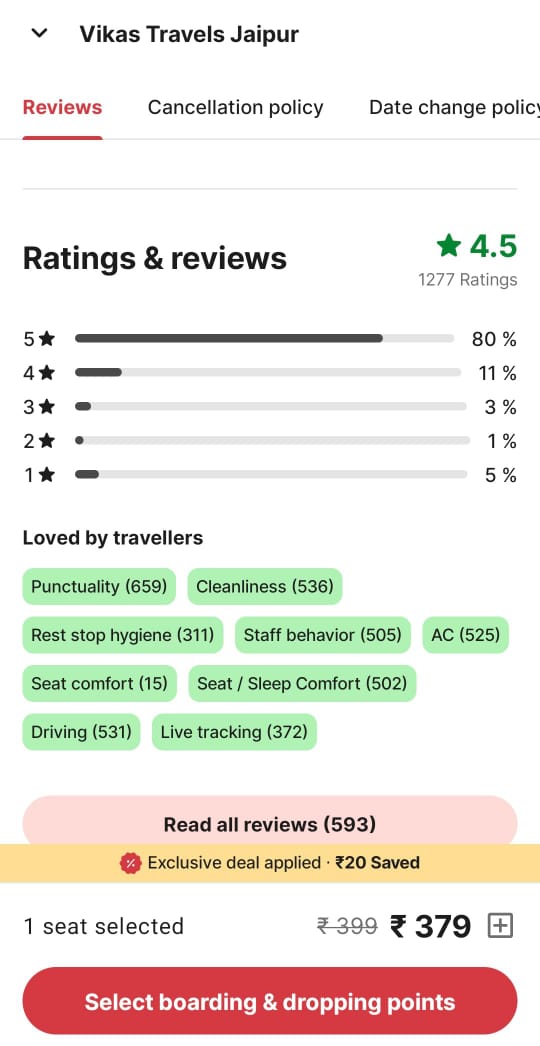 Vikas Travels Jaipur
Reviews Cancellation policy Date change policy
Ratings & reviews
★ 4.5
1277 Ratings
5★ 80 %
4★ 11 %
3★ 3 %
2★ 1 %
1★ 5 %
Loved by travellers
Punctuality (659) Cleanliness (536)
Rest stop hygiene (311) Staff behavior (505) AC (525)
Seat comfort (15) Seat / Sleep Comfort (502)
Driving (531) Live tracking (372)
Read all reviews (593)
Exclusive deal applied · ₹20 Saved
1 seat selected ₹ 399 ₹ 379
Select boarding & dropping points